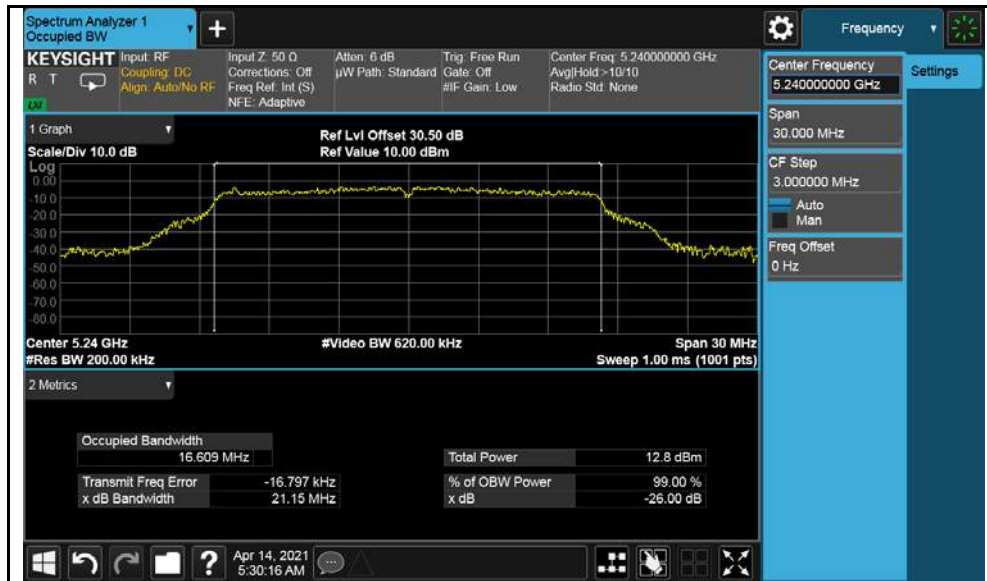 Spectrum Analyzer 1
Occupied BW
+
Frequency
KEYSIGHT
R T
LXI
Input: RF
Coupling: DC
Align: Auto/No RF
Input Z: 50 Ω
Corrections: Off
Freq Ref: Int (S)
NFE: Adaptive
Atten: 6 dB
µW Path: Standard
Trig: Free Run
Gate: Off
#IF Gain: Low
Center Freq: 5.240000000 GHz
Avg|Hold:>10/10
Radio Std: None
Center Frequency
5.240000000 GHz
Settings
Span
30.000 MHz
CF Step
3.000000 MHz
Auto
Man
Freq Offset
0 Hz
1 Graph
Scale/Div 10.0 dB
Ref Lvl Offset 30.50 dB
Ref Value 10.00 dBm
Log
0.00
-10.0
-20.0
-30.0
-40.0
-50.0
-60.0
-70.0
-80.0
Center 5.24 GHz
#Res BW 200.00 kHz
#Video BW 620.00 kHz
Span 30 MHz
Sweep 1.00 ms (1001 pts)
2 Metrics
Occupied Bandwidth
16.609 MHz
Total Power 12.8 dBm
Transmit Freq Error -16.797 kHz
% of OBW Power 99.00 %
x dB Bandwidth 21.15 MHz
x dB -26.00 dB
?
Apr 14, 2021
5:30:16 AM